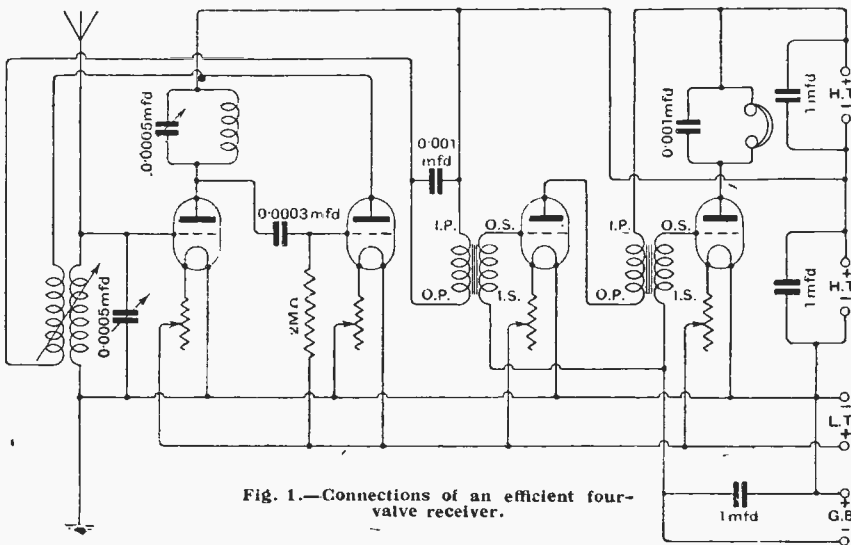 0·0005mfd
0·0003mfd
0·001
mfd
0·001mfd
1mfd
+
H.T.
-
I.P.
O.S.
O.P.
I.S.
I.P.
O.S.
O.P.
I.S.
0·0005mfd
2MΩ
1mfd
+
H.T.
-
-
L.T.
+
1mfd
+
G.B.
-
Fig. 1.—Connections of an efficient four-
valve receiver.